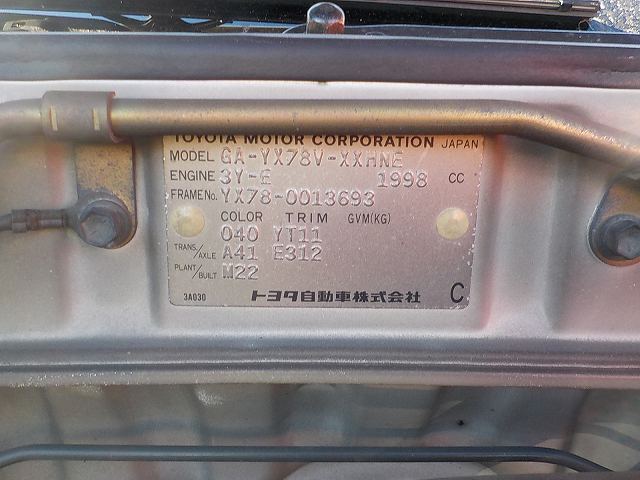 TOYOTA MOTOR CORPORATION JAPAN
MODEL GA-YX78V-XXHNE
ENGINE 3Y-E 1998 CC
FRAME No. YX78-0013693
COLOR TRIM GVM(KG)
040 YT11
TRANS./AXLE A41 E312
PLANT/BUILT M22
3A030 トヨタ自動車株式会社 C